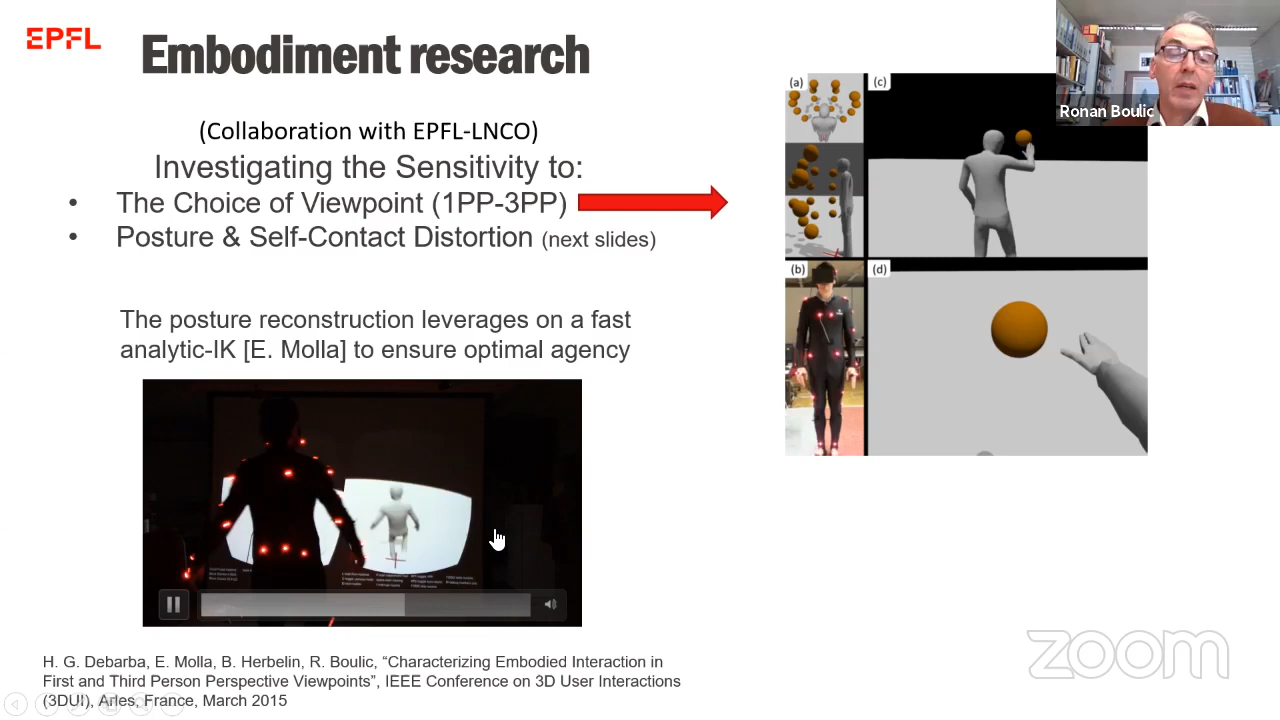 EPFL
Embodiment research
(Collaboration with EPFL-LNCO)
Investigating the Sensitivity to:
• The Choice of Viewpoint (1PP-3PP)
• Posture & Self-Contact Distortion (next slides)
The posture reconstruction leverages on a fast
analytic-IK [E. Molla] to ensure optimal agency
H. G. Debarba, E. Molla, B. Herbelin, R. Boulic, “Characterizing Embodied Interaction in
First and Third Person Perspective Viewpoints”, IEEE Conference on 3D User Interactions
(3DUI), Arles, France, March 2015
(a)
(c)
(b)
(d)
Ronan Boulic
zoom